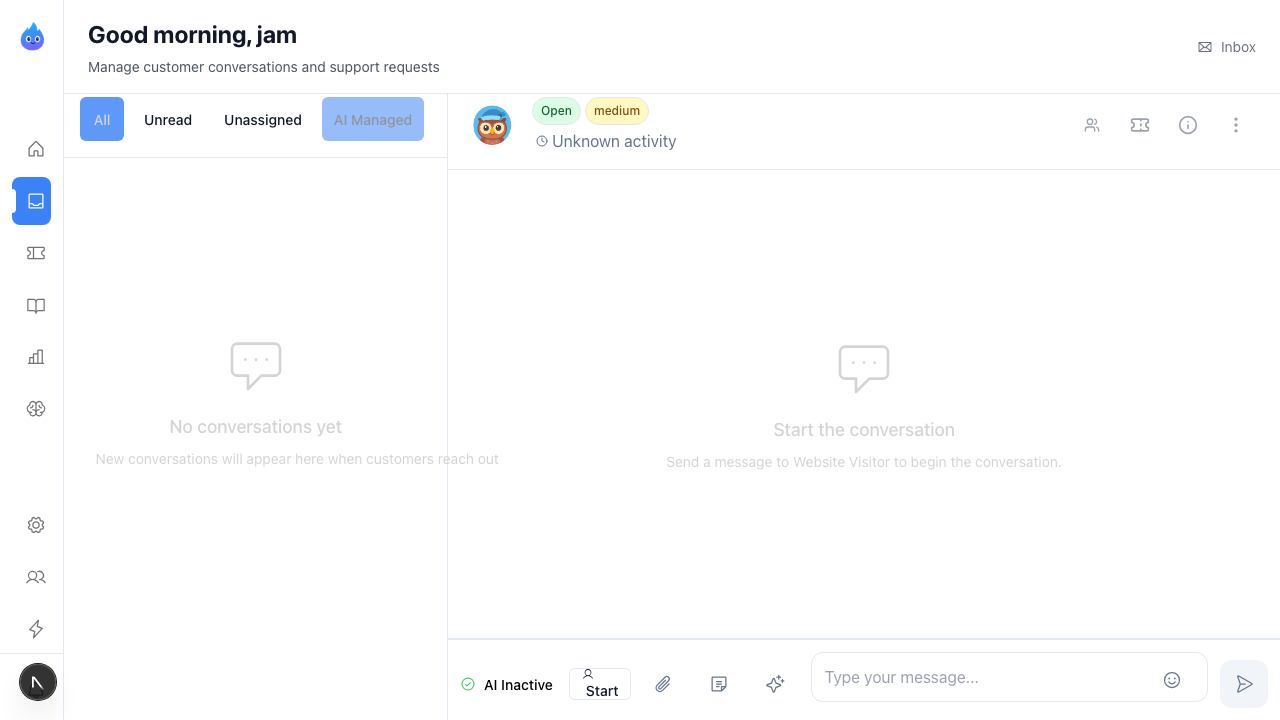 Good morning, jam
Manage customer conversations and support requests
Inbox
All
Unread
Unassigned
AI Managed
Open
medium
Unknown activity
No conversations yet
New conversations will appear here when customers reach out
Start the conversation
Send a message to Website Visitor to begin the conversation.
AI Inactive
Start
Type your message...